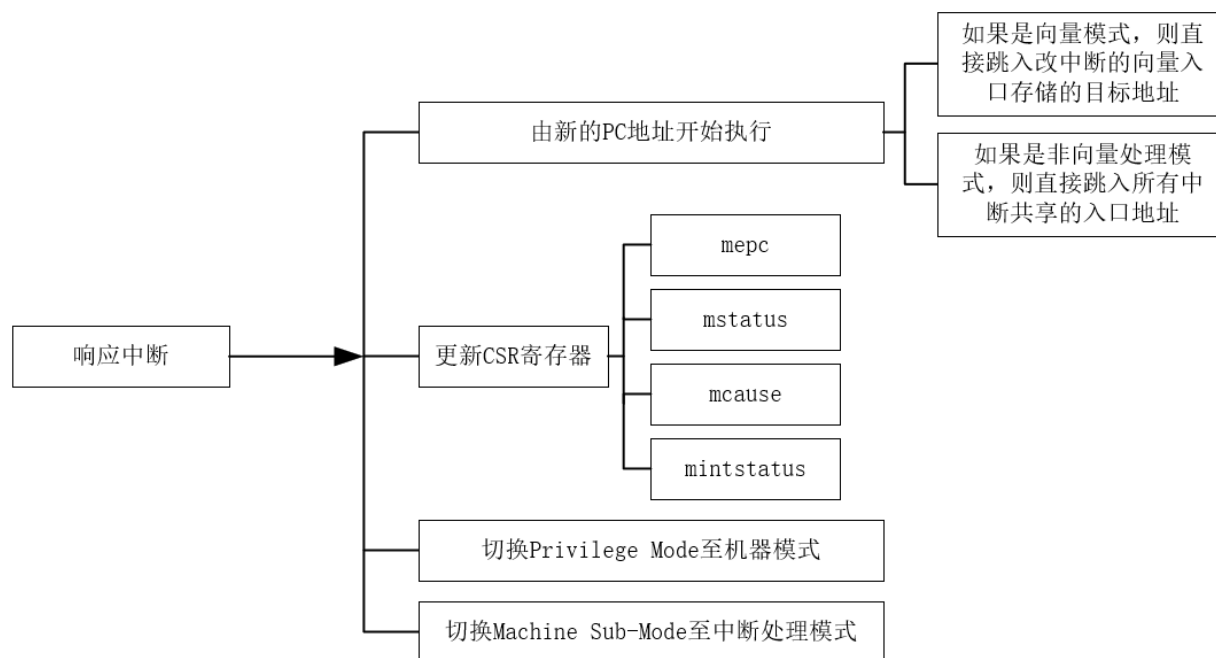 如果是向量模式，则直
接跳入改中断的向量入
口存储的目标地址
由新的PC地址开始执行
如果是非向量处理模
式，则直接跳入所有中
断共享的入口地址
mepc
mstatus
响应中断
更新CSR寄存器
mcause
mintstatus
切换Privilege Mode至机器模式
切换Machine Sub-Mode至中断处理模式